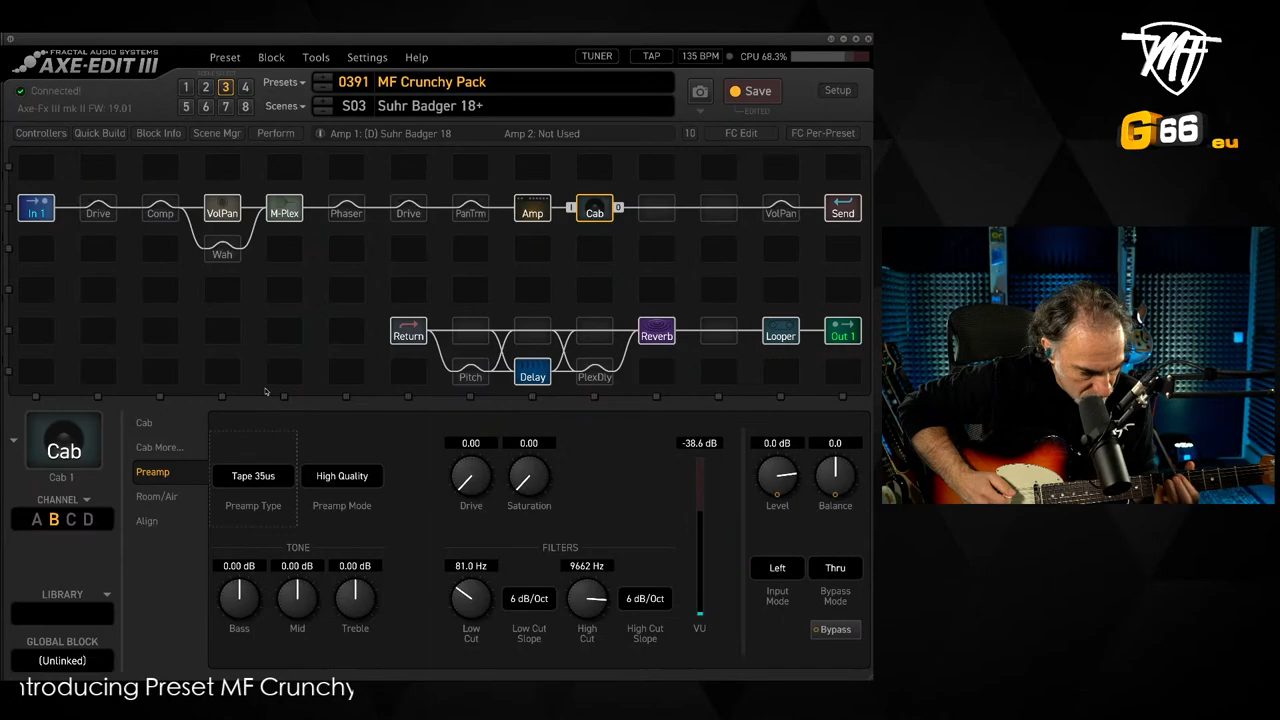 FRACTAL AUDIO SYSTEMS
AXE-EDIT III
Preset Block Tools Settings Help
TUNER TAP 135 BPM CPU 68.3%
Connected!
Axe-Fx III mk II FW: 19.01
SCENE SELECT
1 2 3 4
5 6 7 8
Presets 0391 MF Crunchy Pack
Scenes S03 Suhr Badger 18+
Save
EDITED
Setup
Controllers Quick Build Block Info Scene Mgr Perform
Amp 1: (D) Suhr Badger 18 Amp 2: Not Used 10 FC Edit FC Per-Preset
In 1 Drive Comp VolPan M-Plex Phaser Drive PanTrm Amp I Cab O VolPan Send
Wah
Return Reverb Looper Out 1
Pitch Delay PlexDly
Cab
Cab 1
CHANNEL
A B C D
LIBRARY
GLOBAL BLOCK
(Unlinked)
Cab
Cab More...
Preamp
Room/Air
Align
Tape 35us High Quality
Preamp Type Preamp Mode
0.00 0.00
Drive Saturation
-38.6 dB
0.0 dB 0.0
Level Balance
TONE
0.00 dB 0.00 dB 0.00 dB
Bass Mid Treble
FILTERS
81.0 Hz 9662 Hz
6 dB/Oct 6 dB/Oct
Low Cut Low Cut Slope High Cut High Cut Slope
VU
Left Thru
Input Mode Bypass Mode
Bypass
ntroducing Preset MF Crunchy
MF
G66
eu